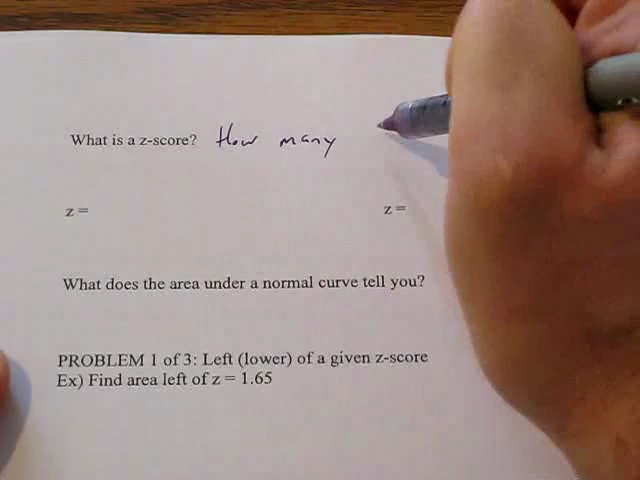 What is a z-score? How many
z = z =
What does the area under a normal curve tell you?
PROBLEM 1 of 3: Left (lower) of a given z-score
Ex) Find area left of z = 1.65